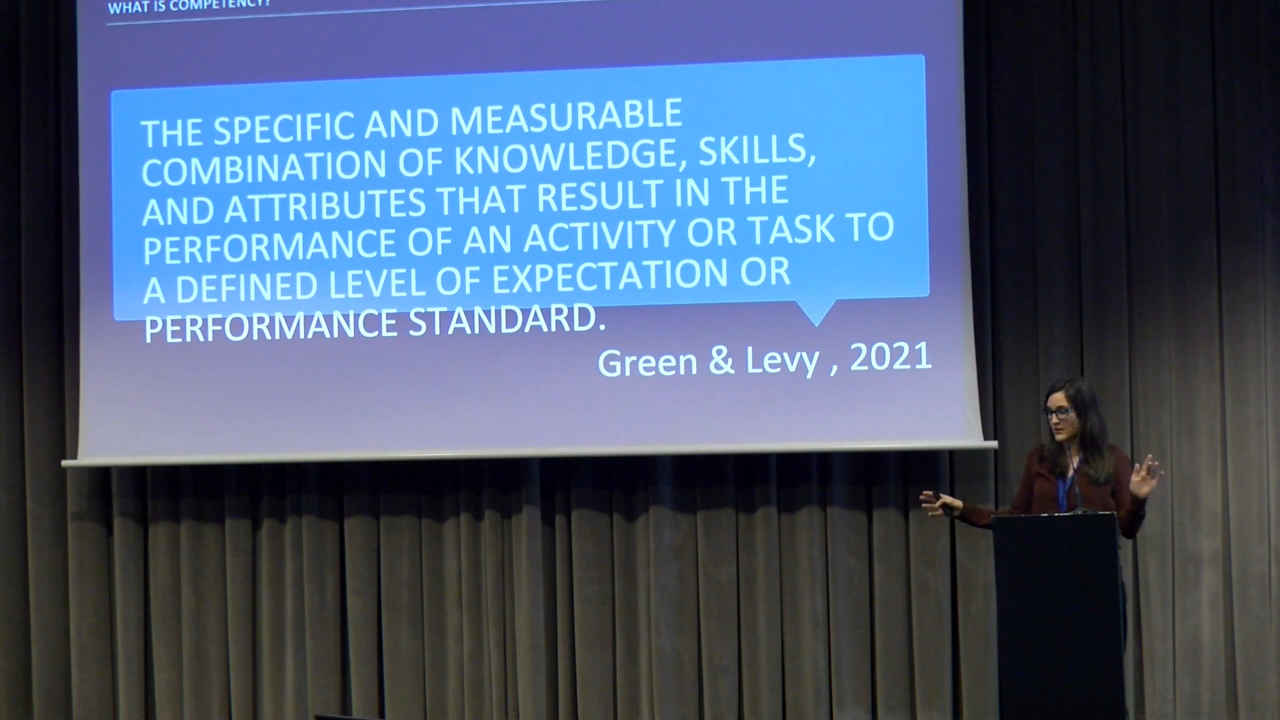 WHAT IS COMPETENCY?
THE SPECIFIC AND MEASURABLE
COMBINATION OF KNOWLEDGE, SKILLS,
AND ATTRIBUTES THAT RESULT IN THE
PERFORMANCE OF AN ACTIVITY OR TASK TO
A DEFINED LEVEL OF EXPECTATION OR
PERFORMANCE STANDARD.
Green & Levy , 2021